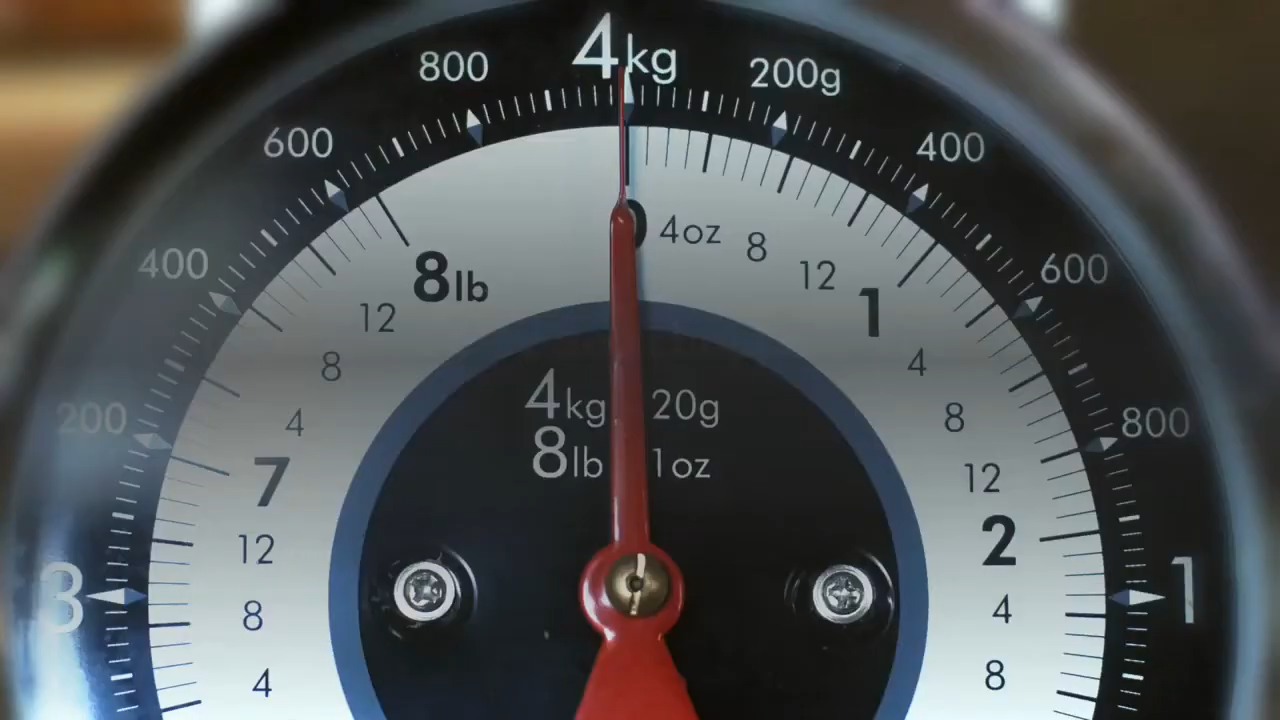 4kg
800 200g
600 400
400 600
200 800
3 1
0 4oz 8 12 1 4 8 12 2 4 8
8lb 12 8 4 7 12 8 4
4kg 20g
8lb 1oz